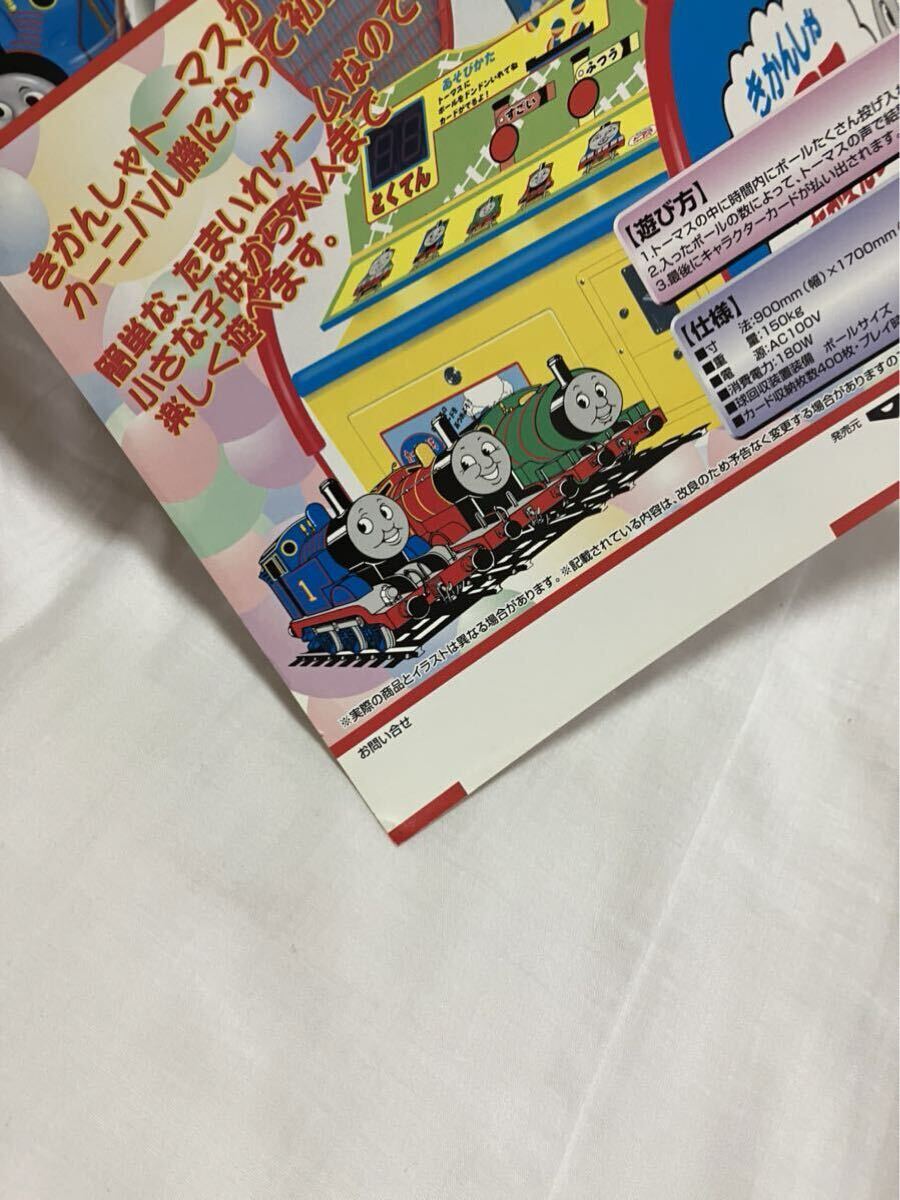 きかんしゃトーマスが
カーニバル機になって初
簡単な、たまいれゲームなので
小さな子供から大人まで
楽しく遊べます。
あそびかた
トーマスに
ボールをドンドンいれてね
カードがでるよ!
とくてん
すごい
ふつう
きかんしゃ
【遊び方】
1.トーマスの中に時間内にボールたくさん投げ入
2.入ったボールの数によって、トーマスの声で結
3.最後にキャラクターカードが払い出されます。
【仕様】
■寸 法:900mm(幅)×1700mm
■重 量:150kg
■電 源:AC100V
■消費電力:180W
■球回収装置装備 ボールサイズ
■カード収納枚数400枚・プレイ時
発売元
1
※実際の商品とイラストは異なる場合があります。※記載されている内容は、改良のため予告なく変更する場合がありますの
お問い合せ